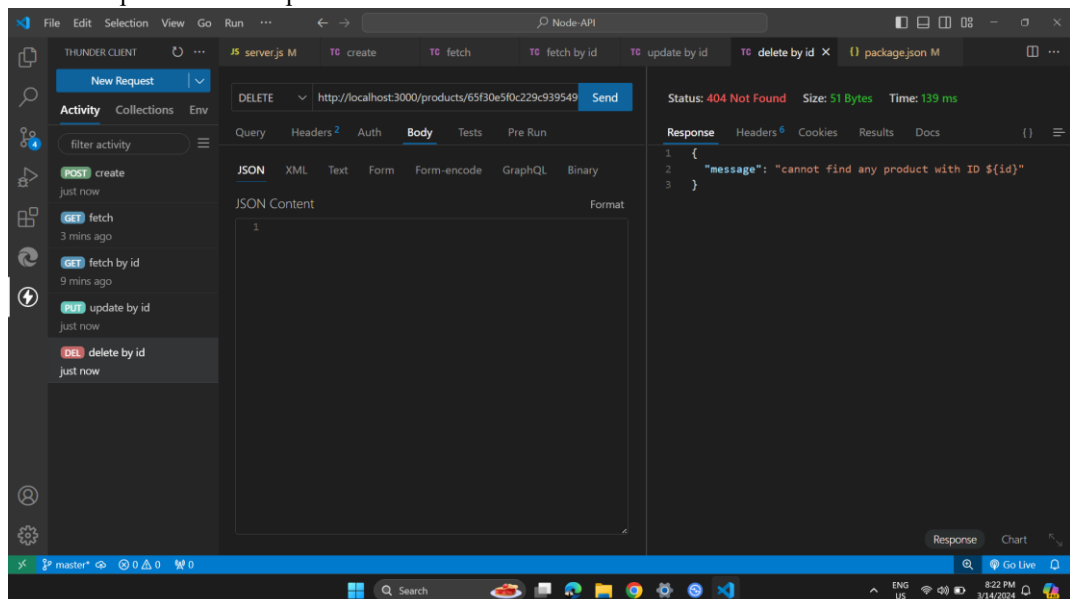 File Edit Selection View Go Run ··· Node-API
THUNDER CLIENT
JS server.js M TC create TC fetch TC fetch by id TC update by id TC delete by id {} package.json M
New Request
Activity Collections Env
filter activity
POST create
just now
GET fetch
3 mins ago
GET fetch by id
9 mins ago
PUT update by id
just now
DEL delete by id
just now
DELETE http://localhost:3000/products/65f30e5f0c229c939549 Send
Query Headers 2 Auth Body Tests Pre Run
JSON XML Text Form Form-encode GraphQL Binary
JSON Content Format
1
Status: 404 Not Found Size: 51 Bytes Time: 139 ms
Response Headers 6 Cookies Results Docs {}
1 {
2 "message": "cannot find any product with ID ${id}"
3 }
Response Chart
4
master* 0 0 0 Go Live
Search
ENG US 8:22 PM 3/14/2024